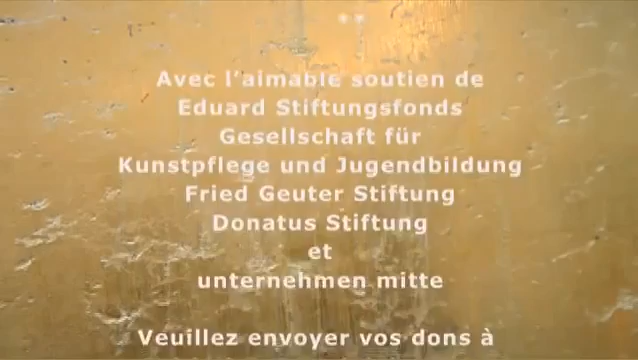 Avec l'aimable soutien de
Eduard Stiftungsfonds
Gesellschaft für
Kunstpflege und Jugendbildung
Fried Geuter Stiftung
Donatus Stiftung
et
unternehmen mitte
Veuillez envoyer vos dons à